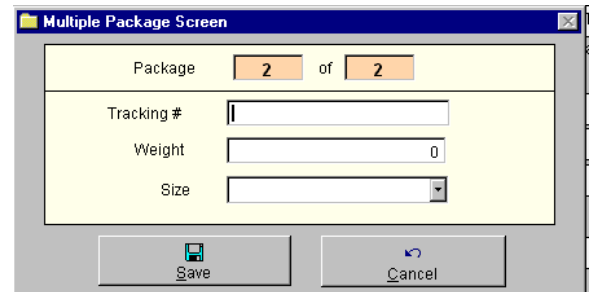 Multiple Package Screen
Package 2 of 2
Tracking #
Weight 0
Size
Save Cancel